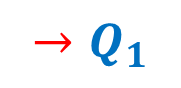 → Q₁